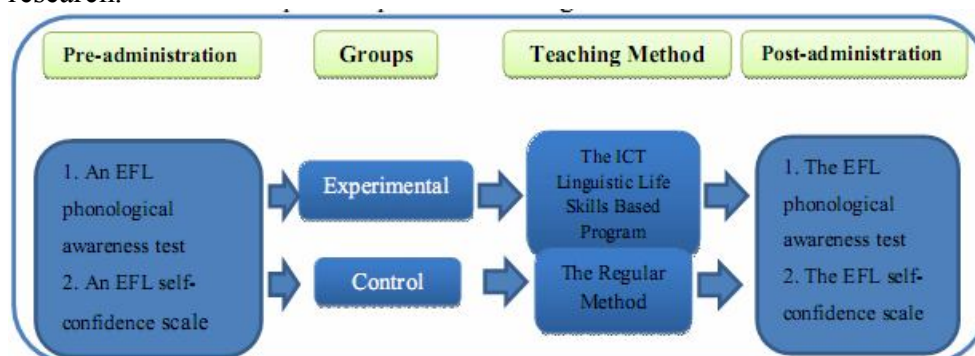 research.
Pre-administration
Groups
Teaching Method
Post-administration
1. An EFL
phonological
awareness test
2. An EFL self-
confidence scale
Experimental
Control
The ICT
Linguistic Life
Skills Based
Program
The Regular
Method
1. The EFL
phonological
awareness test
2. The EFL self-
confidence scale